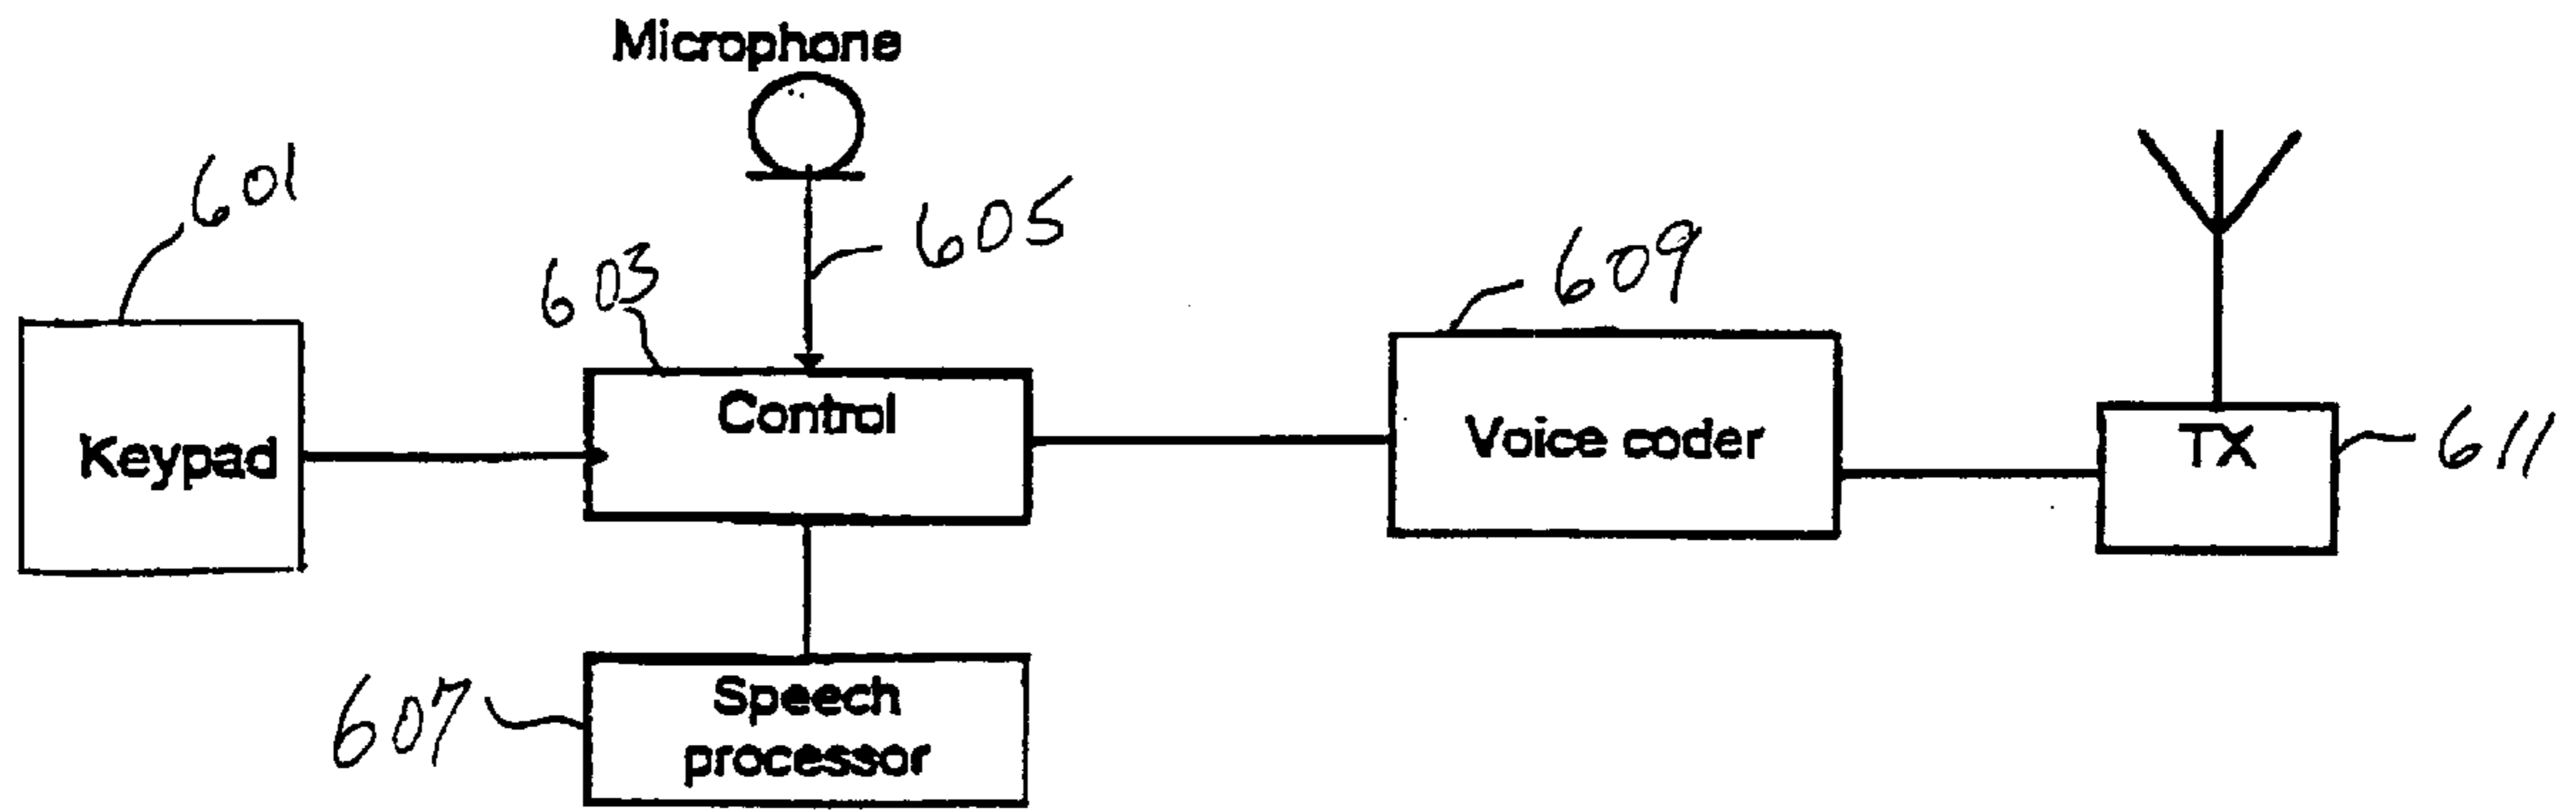 Microphone
601
605
603
609
Control
Keypad
Voice coder
TX
611
607
Speech
processor